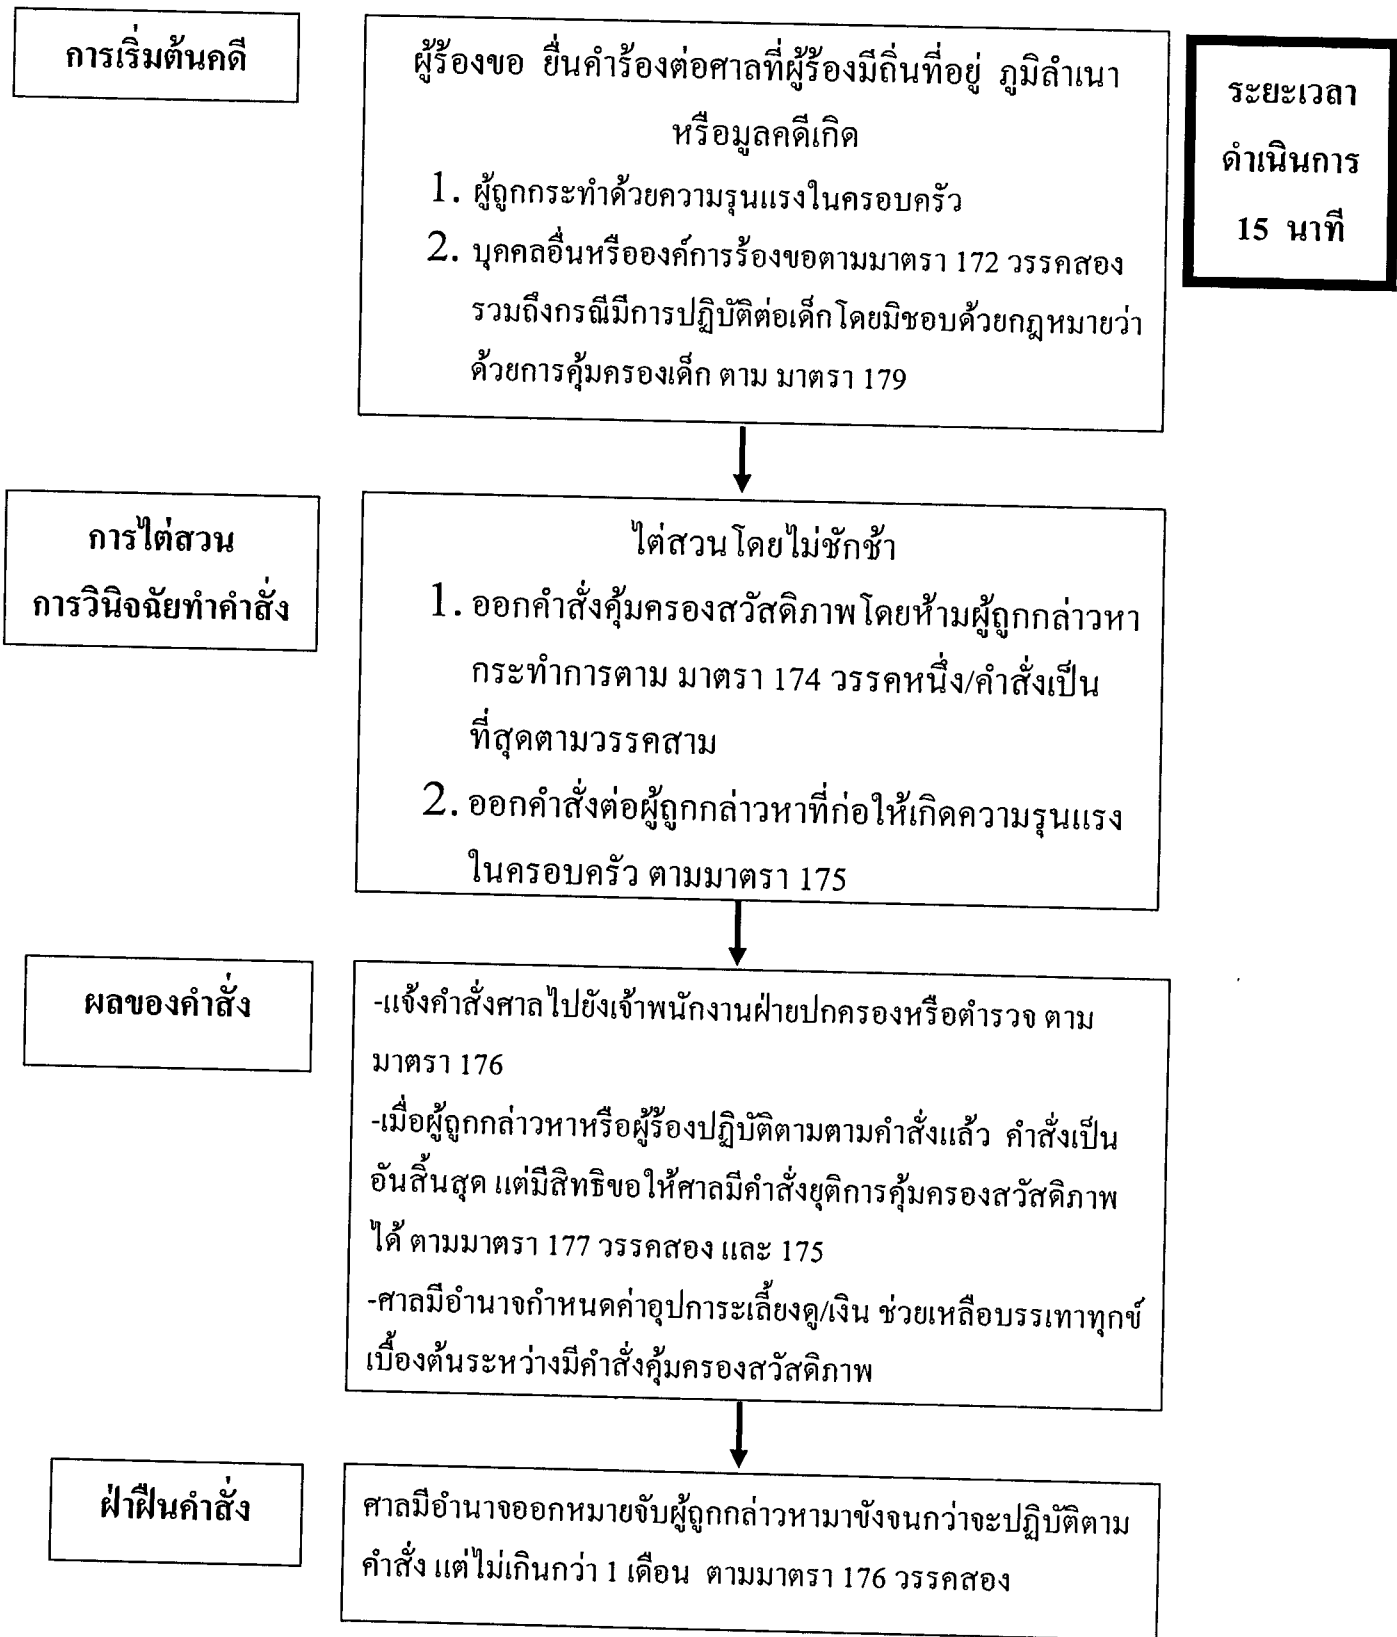 การเริ่มต้นคดี
ผู้ร้องขอ ยื่นคำร้องต่อศาลที่ผู้ร้องมีถิ่นที่อยู่ ภูมิลำเนา
หรือมูลคดีเกิด
1. ผู้ถูกกระทำด้วยความรุนแรงในครอบครัว
2. บุคคลอื่นหรือองค์การร้องขอตามมาตรา 172 วรรคสอง
รวมถึงกรณีมีการปฏิบัติต่อเด็กโดยมิชอบด้วยกฎหมายว่า
ด้วยการคุ้มครองเด็ก ตาม มาตรา 179
ระยะเวลา
ดำเนินการ
15 นาที
การไต่สวน
การวินิจฉัยทำคำสั่ง
ไต่สวนโดยไม่ชักช้า
1. ออกคำสั่งคุ้มครองสวัสดิภาพโดยห้ามผู้ถูกกล่าวหา
กระทำการตาม มาตรา 174 วรรคหนึ่ง/คำสั่งเป็น
ที่สุดตามวรรคสาม
2. ออกคำสั่งต่อผู้ถูกกล่าวหาที่ก่อให้เกิดความรุนแรง
ในครอบครัว ตามมาตรา 175
ผลของคำสั่ง
-แจ้งคำสั่งศาลไปยังเจ้าพนักงานฝ่ายปกครองหรือตำรวจ ตาม
มาตรา 176
-เมื่อผู้ถูกกล่าวหาหรือผู้ร้องปฏิบัติตามตามคำสั่งแล้ว คำสั่งเป็น
อันสิ้นสุด แต่มีสิทธิขอให้ศาลมีคำสั่งยุติการคุ้มครองสวัสดิภาพ
ได้ ตามมาตรา 177 วรรคสอง และ 175
-ศาลมีอำนาจกำหนดค่าอุปการะเลี้ยงดู/เงิน ช่วยเหลือบรรเทาทุกข์
เบื้องต้นระหว่างมีคำสั่งคุ้มครองสวัสดิภาพ
ฝ่าฝืนคำสั่ง
ศาลมีอำนาจออกหมายจับผู้ถูกกล่าวหามาขังจนกว่าจะปฏิบัติตาม
คำสั่ง แต่ไม่เกินกว่า 1 เดือน ตามมาตรา 176 วรรคสอง